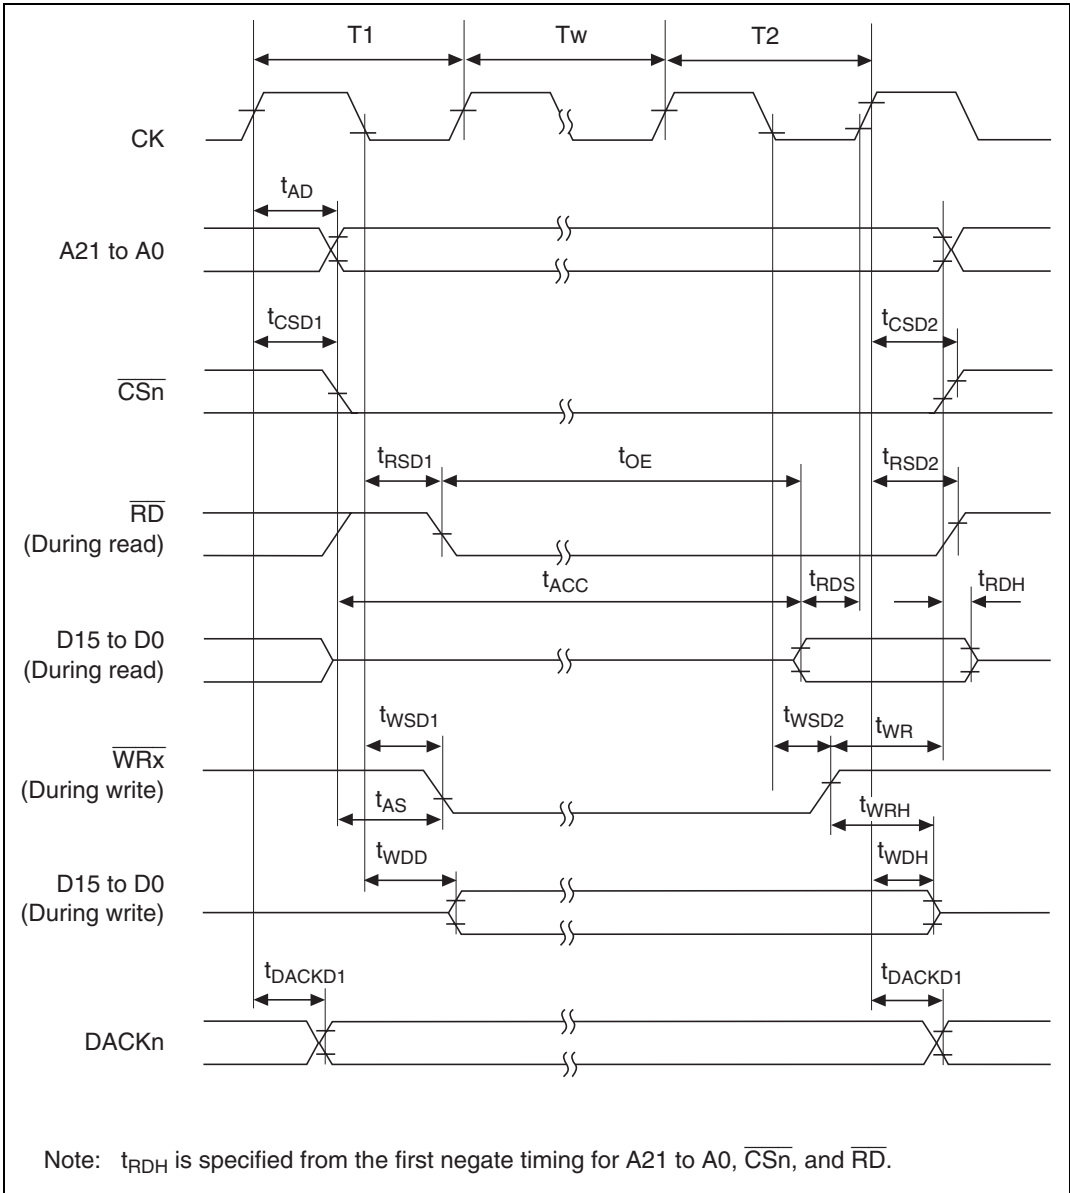 T1 Tw T2
CK
tAD
A21 to A0
tCSD1 tCSD2
CSn
tRSD1 tOE tRSD2
RD
(During read)
tACC tRDS tRDH
D15 to D0
(During read)
tWSD1 tWSD2 tWR
WRx
(During write)
tAS tWRH
tWDD tWDH
D15 to D0
(During write)
tDACKD1 tDACKD1
DACKn
Note: tRDH is specified from the first negate timing for A21 to A0, CSn, and RD.